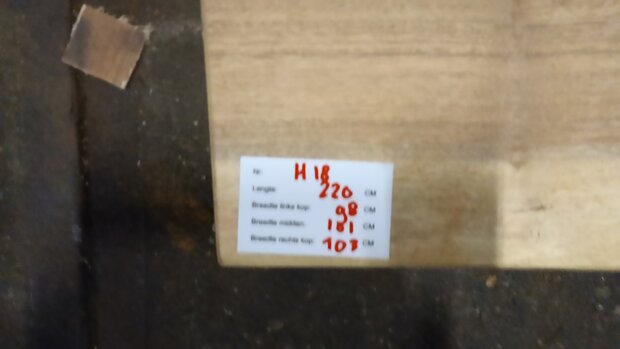 Nr: H 18
Lengte: 220 CM
Breedte links kop: 98 CM
Breedte midden: 101 CM
Breedte rechts kop: 103 CM